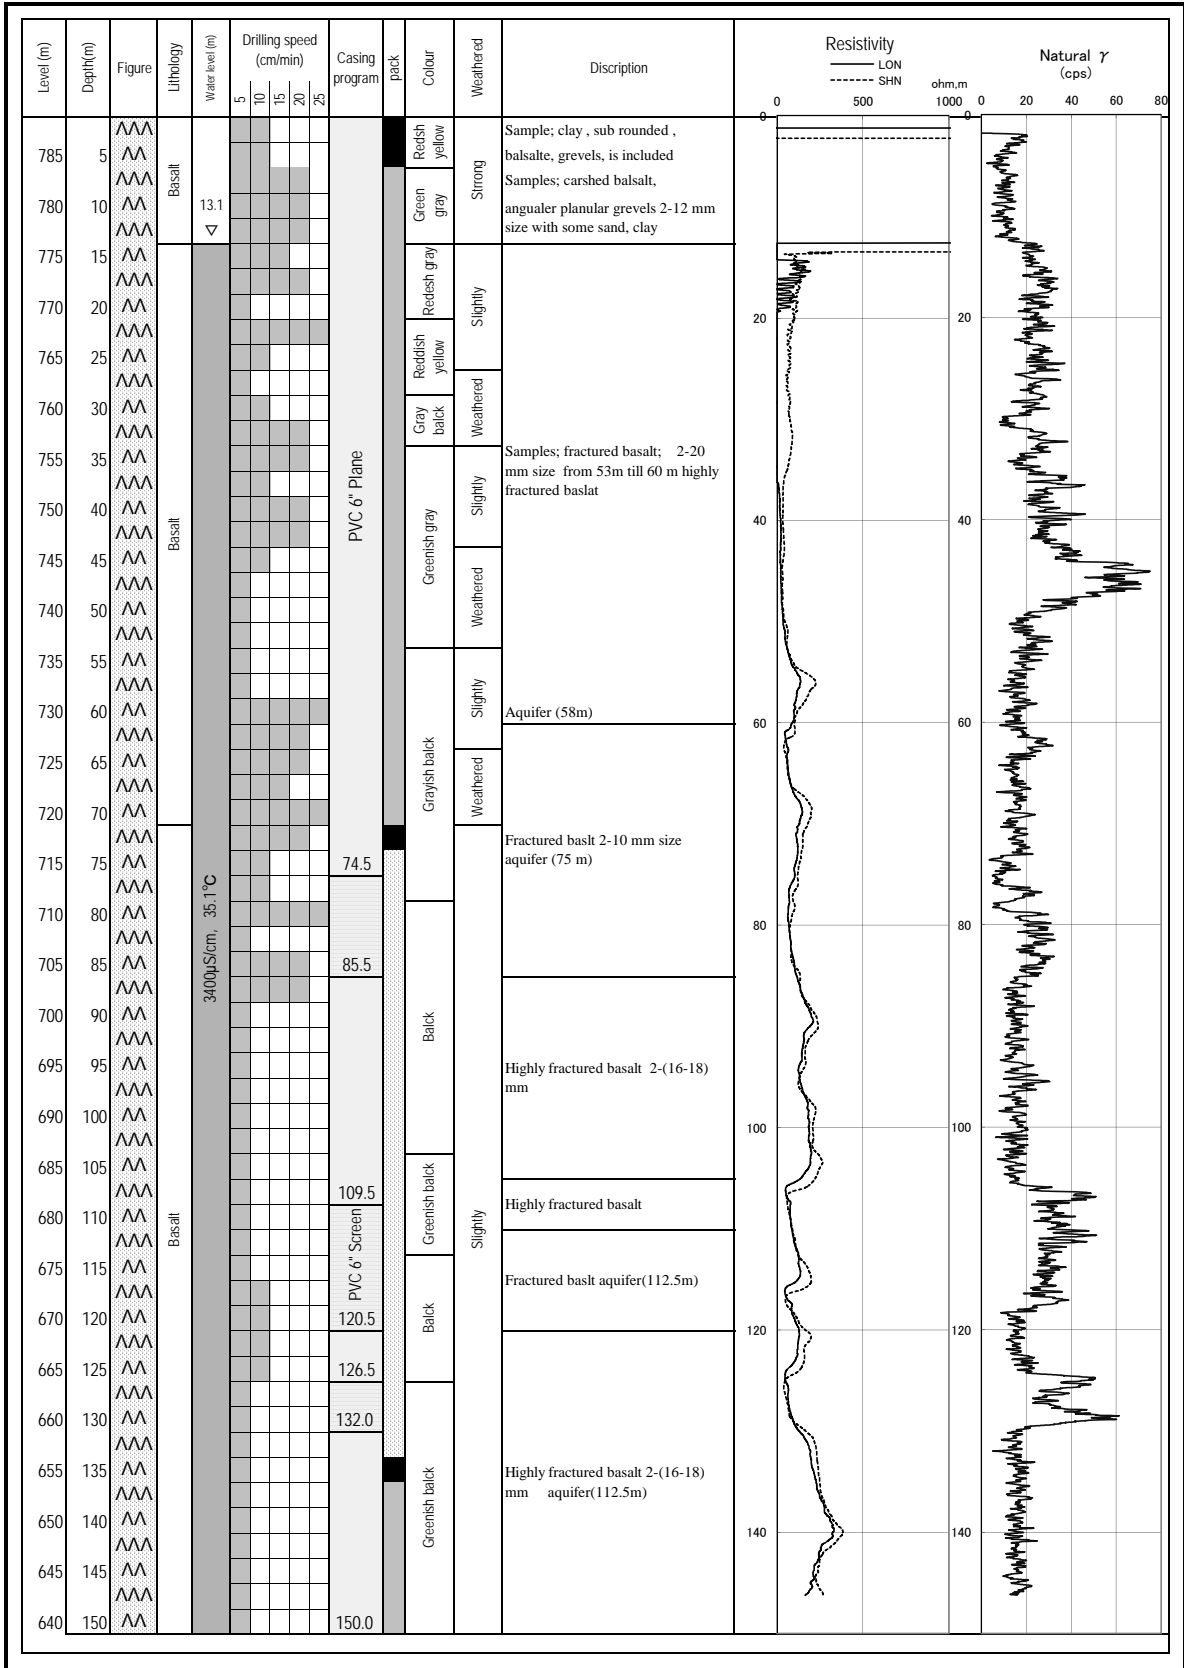 Level (m)
Depth(m)
Figure
Lithology
Water level (m)
Drilling speed
(cm/min)
5
10
15
20
25
Casing
program
pack
Colour
Weathered
Discription
Resistivity
LON
SHN
ohm,m
0
500
1000
Natural γ
(cps)
0
20
40
60
80
785
780
775
770
765
760
755
750
745
740
735
730
725
720
715
710
705
700
695
690
685
680
675
670
665
660
655
650
645
640
5
10
15
20
25
30
35
40
45
50
55
60
65
70
75
80
85
90
95
100
105
110
115
120
125
130
135
140
145
150
Basalt
Basalt
Basalt
13.1
3400µS/cm, 35.1℃
PVC 6" Plane
74.5
85.5
109.5
PVC 6" Screen
120.5
126.5
132.0
150.0
Redsh
yellow
Green
gray
Redesh gray
Reddish
yellow
Gray
balck
Greenish gray
Grayish balck
Balck
Greenish balck
Balck
Greenish balck
Strrong
Slightly
Weathered
Slightly
Weathered
Slightly
Weathered
Slightly
Sample; clay , sub rounded ,
balsalte, grevels, is included
Samples; carshed balsalt,
angualer planular grevels 2-12 mm
size with some sand, clay
Samples; fractured basalt; 2-20
mm size from 53m till 60 m highly
fractured baslat
Aquifer (58m)
Fractured baslt 2-10 mm size
aquifer (75 m)
Highly fractured basalt 2-(16-18)
mm
Highly fractured basalt
Fractured baslt aquifer(112.5m)
Highly fractured basalt 2-(16-18)
mm aquifer(112.5m)
0
20
40
60
80
100
120
140
0
20
40
60
80
100
120
140